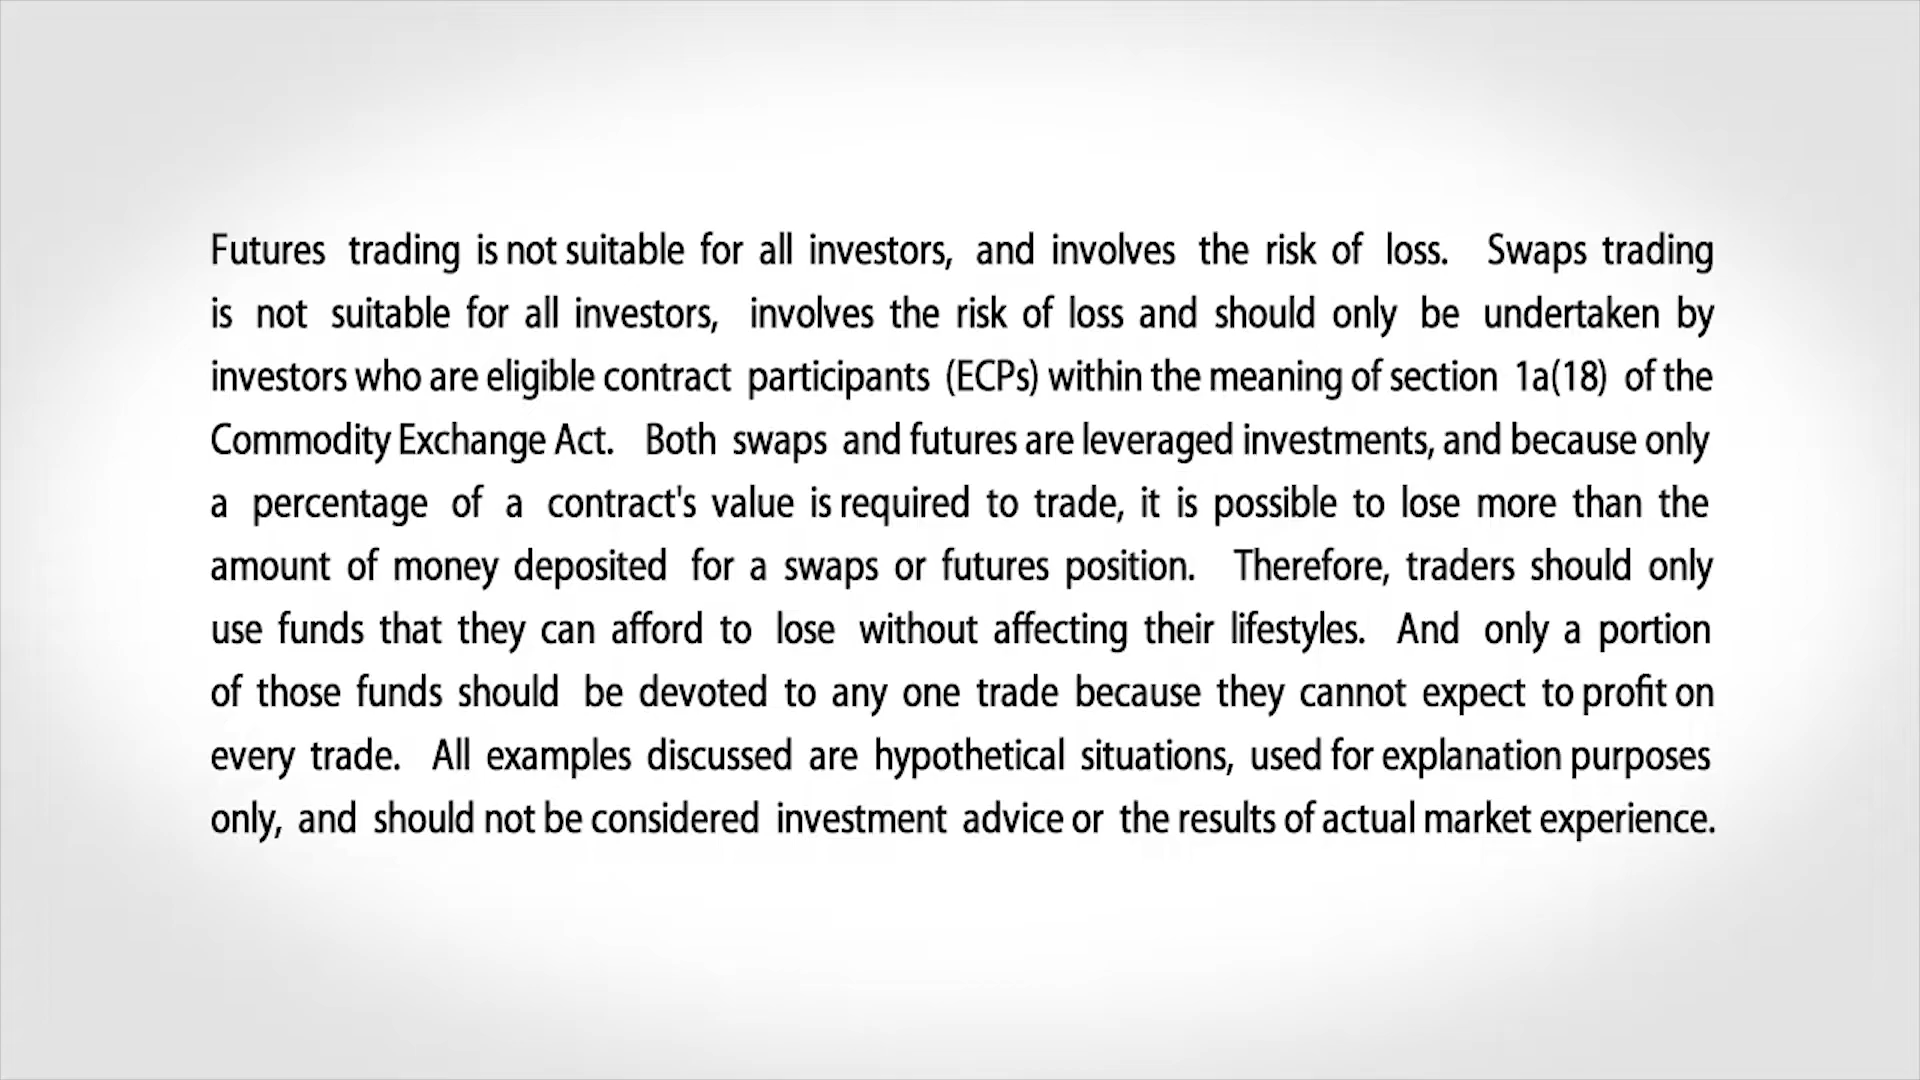 Futures trading is not suitable for all investors, and involves the risk of loss. Swaps trading
is not suitable for all investors, involves the risk of loss and should only be undertaken by
investors who are eligible contract participants (ECPs) within the meaning of section 1a(18) of the
Commodity Exchange Act. Both swaps and futures are leveraged investments, and because only
a percentage of a contract's value is required to trade, it is possible to lose more than the
amount of money deposited for a swaps or futures position. Therefore, traders should only
use funds that they can afford to lose without affecting their lifestyles. And only a portion
of those funds should be devoted to any one trade because they cannot expect to profit on
every trade. All examples discussed are hypothetical situations, used for explanation purposes
only, and should not be considered investment advice or the results of actual market experience.